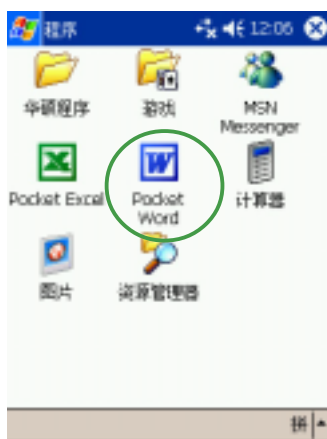 程序 12:06
华硕程序 游戏 MSN Messenger
Pocket Excel Pocket Word 计算器
图片 资源管理器
拼